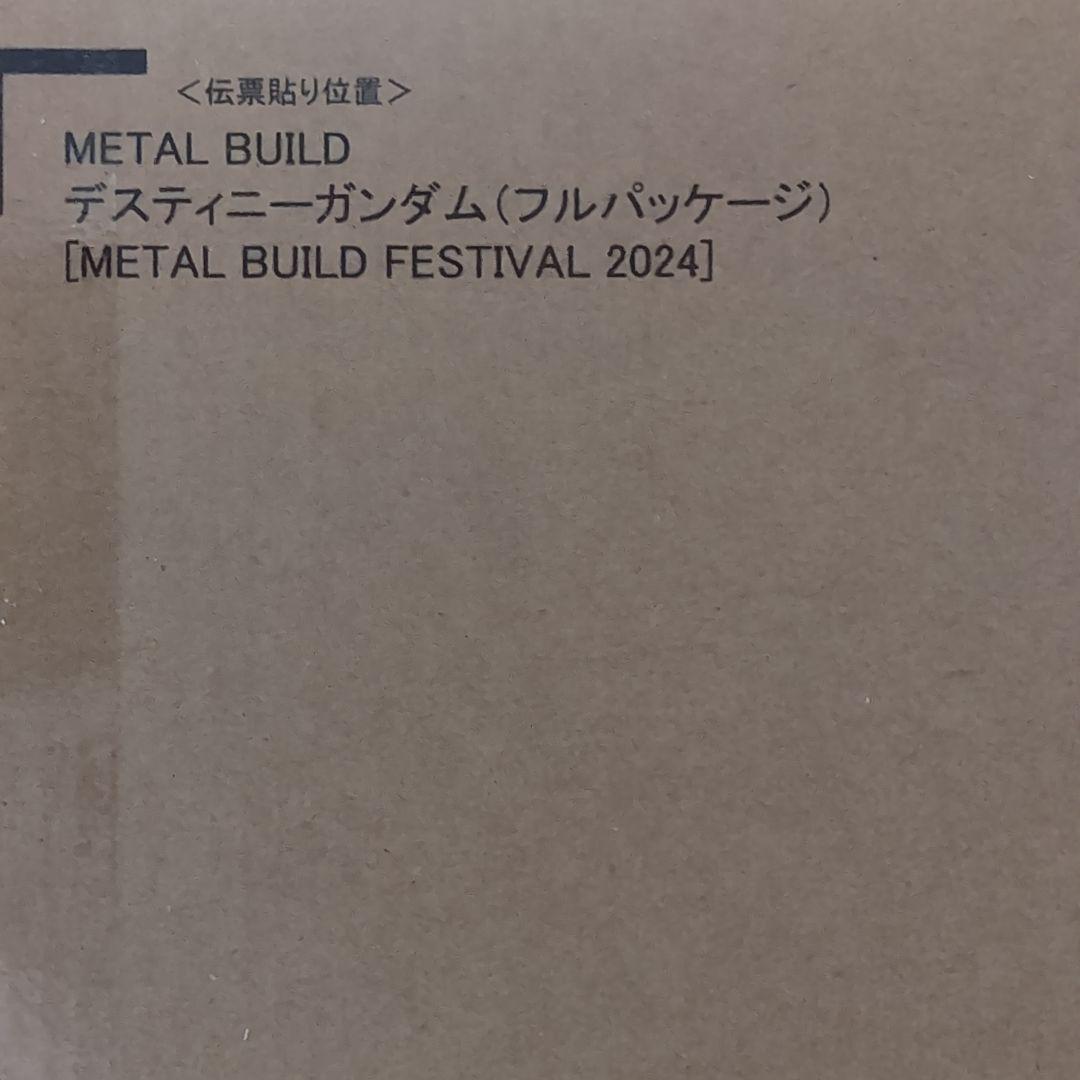 ＜伝票貼り位置＞
METAL BUILD
デスティニーガンダム（フルパッケージ）
[METAL BUILD FESTIVAL 2024]